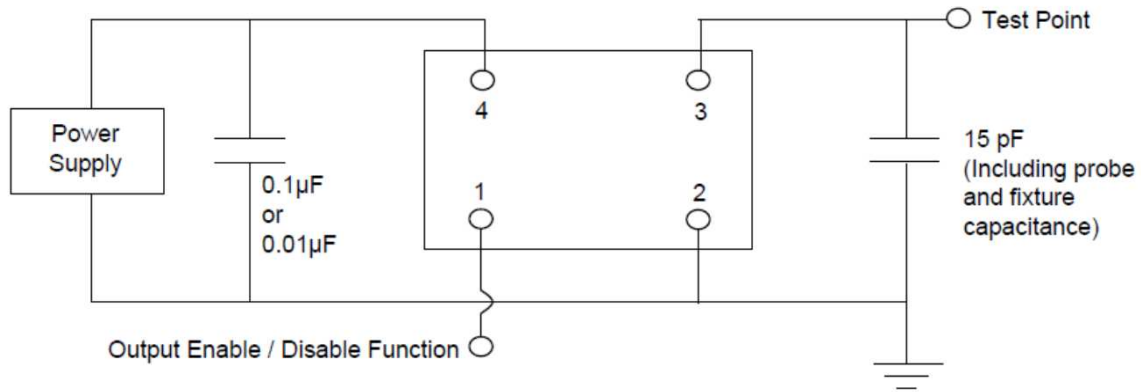 Test Point
4
3
Power
Supply
15 pF
(Including probe
and fixture
capacitance)
0.1µF
or
0.01µF
1
2
Output Enable / Disable Function